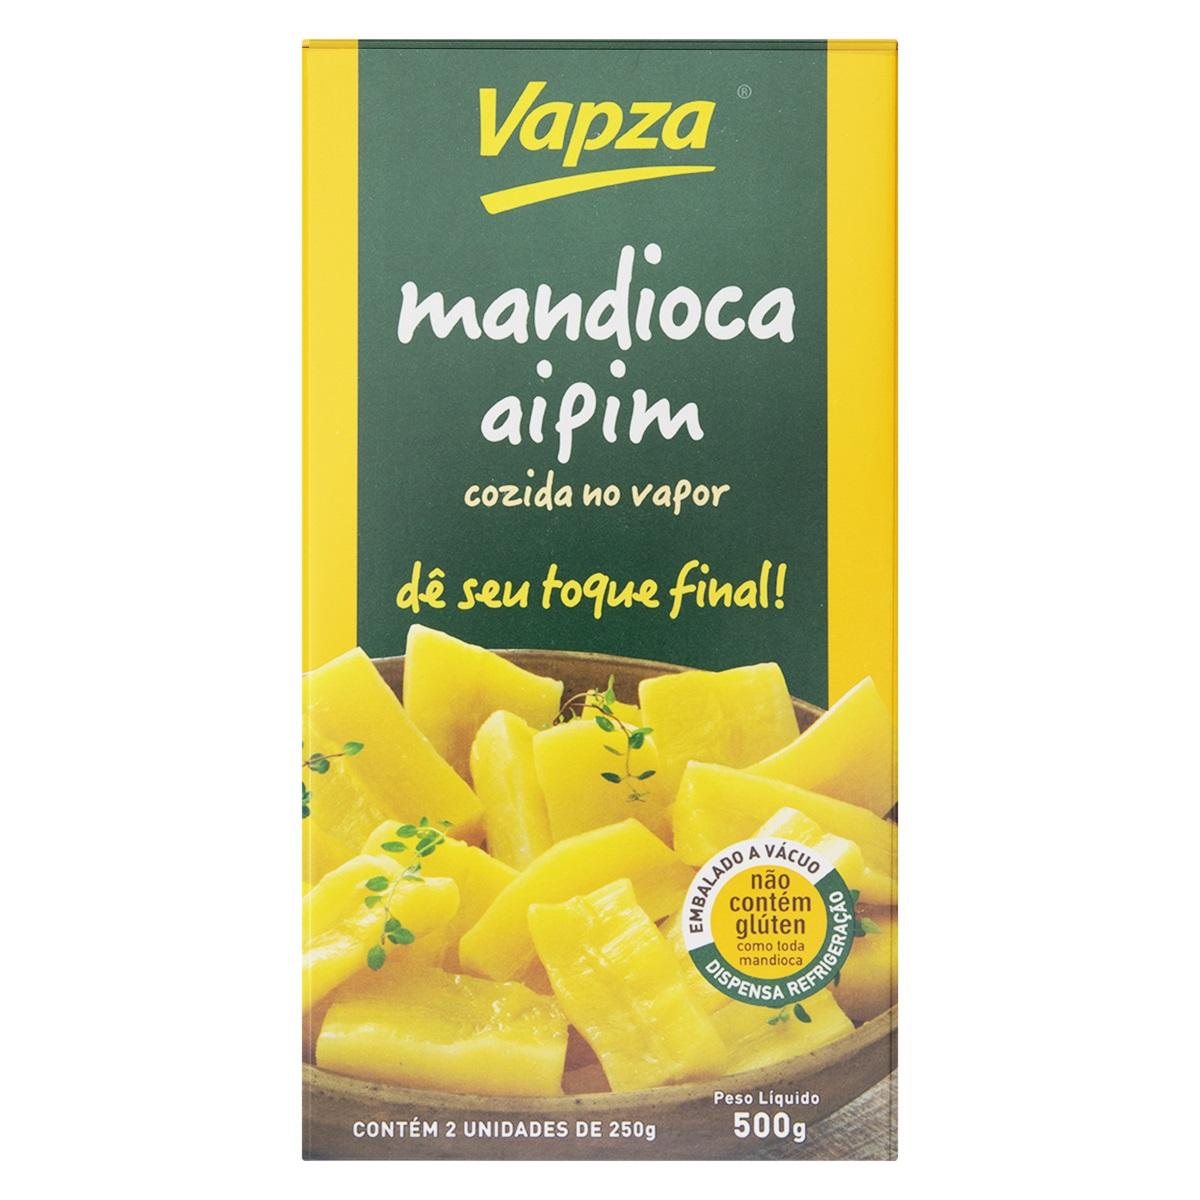 Vapza®
mandioca
aipim
cozida no vapor
dê seu toque final!
EMBALADO A VÁCUO
não
contém
glúten
como toda
mandioca
DISPENSA REFRIGERAÇÃO
Peso Líquido
500g
CONTÉM 2 UNIDADES DE 250g